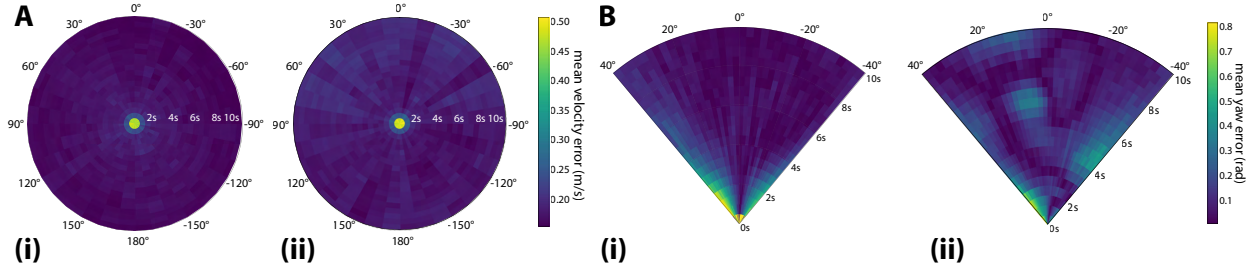 A
0°
30°
-30°
60°
-60°
90°
2s 4s 6s 8s 10s
-90°
120°
-120°
150°
-150°
180°
(i)
0°
30°
-30°
60°
-60°
90°
2s 4s 6s 8s 10s
-90°
120°
-120°
150°
-150°
180°
(ii)
0.50
0.45
0.40
0.35
0.30
0.25
0.20
mean velocity error (m/s)
B
0°
20°
-20°
40°
-40°
10s
8s
6s
4s
2s
0s
(i)
0°
20°
-20°
40°
-40°
10s
8s
6s
4s
2s
0s
(ii)
0.8
0.7
0.6
0.5
0.4
0.3
0.2
0.1
mean yaw error (rad)